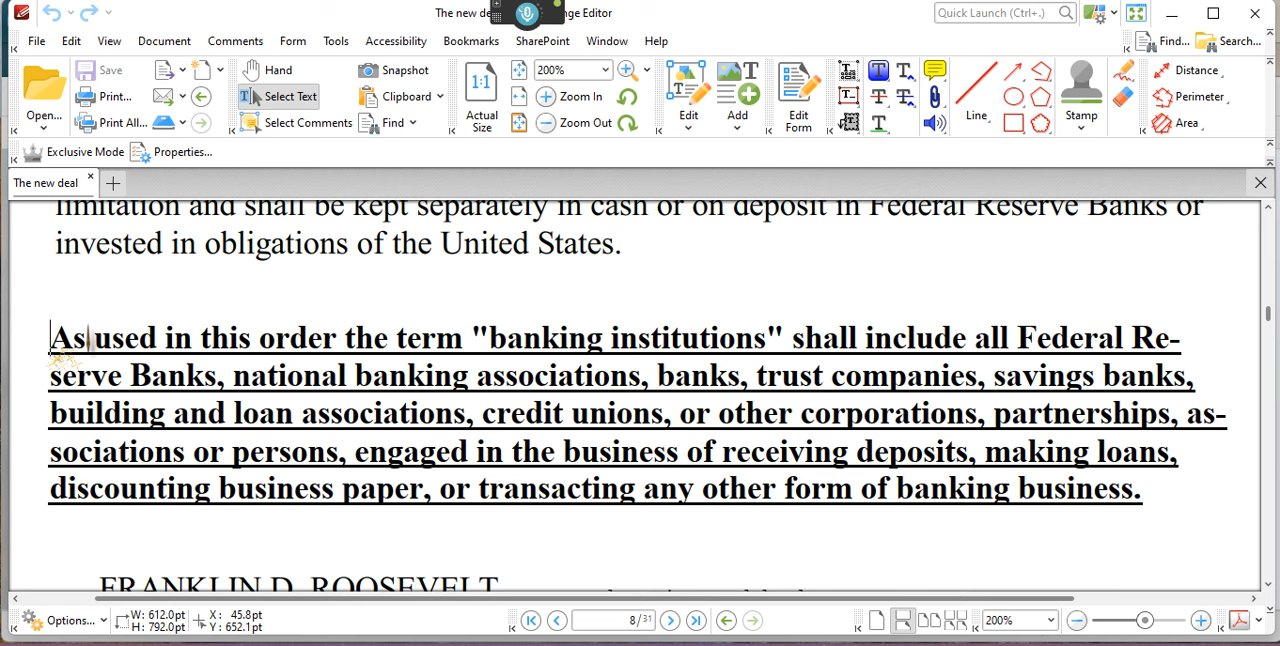 The new de
nge Editor
Quick Launch (Ctrl+.)
File Edit View Document Comments Form Tools Accessibility Bookmarks SharePoint Window Help
Find... Search...
Open...
Save
Print...
Print All...
Hand
Select Text
Select Comments
Snapshot
Clipboard
Find
1:1
Actual
Size
200%
Zoom In
Zoom Out
Edit
Add
Edit
Form
Line
Stamp
Distance
Perimeter
Area
Exclusive Mode Properties...
The new deal
limitation and shall be kept separately in cash or on deposit in Federal Reserve Banks or
invested in obligations of the United States.
As used in this order the term "banking institutions" shall include all Federal Re-
serve Banks, national banking associations, banks, trust companies, savings banks,
building and loan associations, credit unions, or other corporations, partnerships, as-
sociations or persons, engaged in the business of receiving deposits, making loans,
discounting business paper, or transacting any other form of banking business.
FRANKLIN D. ROOSEVELT
Options...
W: 612.0pt
H: 792.0pt
X: 45.8pt
Y: 652.1pt
8 / 31
200%